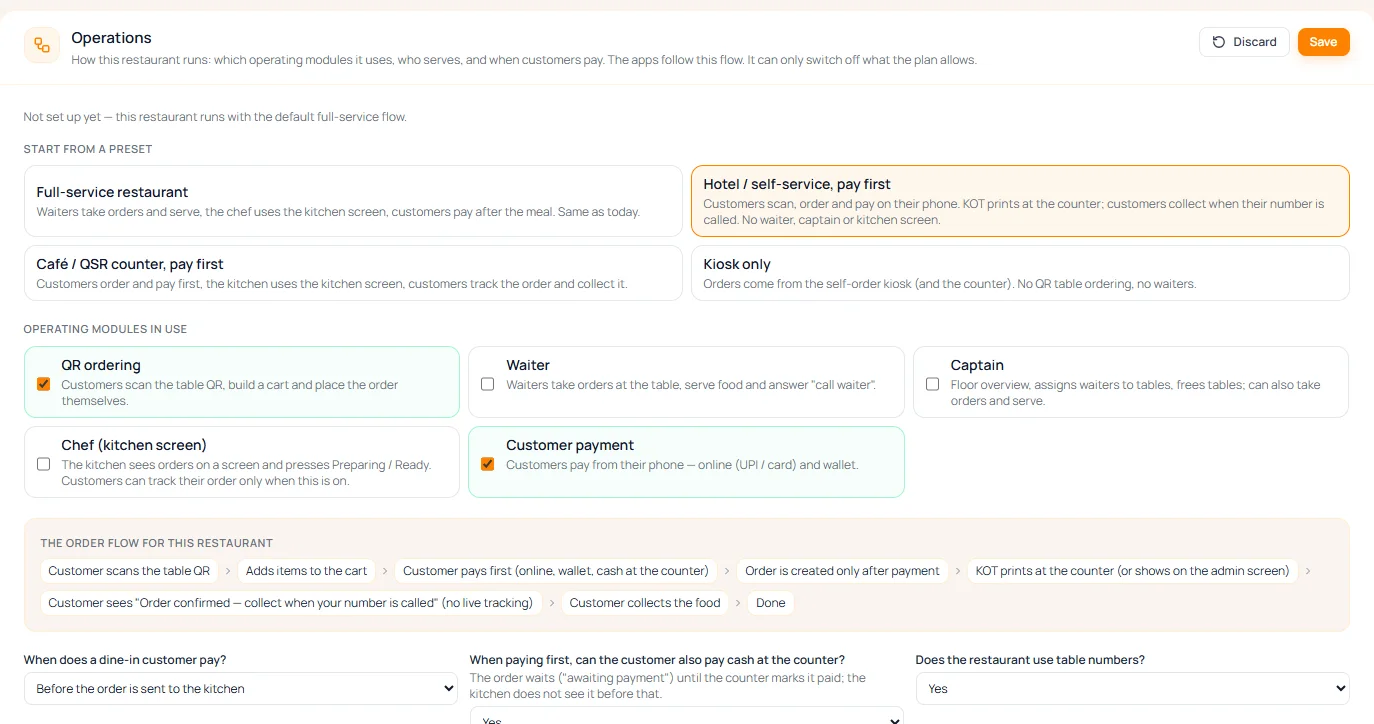 Operations
How this restaurant runs: which operating modules it uses, who serves, and when customers pay. The apps follow this flow. It can only switch off what the plan allows.
Discard
Save
Not set up yet — this restaurant runs with the default full-service flow.
START FROM A PRESET
Full-service restaurant
Waiters take orders and serve, the chef uses the kitchen screen, customers pay after the meal. Same as today.
Hotel / self-service, pay first
Customers scan, order and pay on their phone. KOT prints at the counter; customers collect when their number is
called. No waiter, captain or kitchen screen.
Café / QSR counter, pay first
Customers order and pay first, the kitchen uses the kitchen screen, customers track the order and collect it.
Kiosk only
Orders come from the self-order kiosk (and the counter). No QR table ordering, no waiters.
OPERATING MODULES IN USE
QR ordering
Customers scan the table QR, build a cart and place the order
themselves.
Waiter
Waiters take orders at the table, serve food and answer "call waiter".
Captain
Floor overview, assigns waiters to tables, frees tables; can also take
orders and serve.
Chef (kitchen screen)
The kitchen sees orders on a screen and presses Preparing / Ready.
Customers can track their order only when this is on.
Customer payment
Customers pay from their phone — online (UPI / card) and wallet.
THE ORDER FLOW FOR THIS RESTAURANT
Customer scans the table QR > Adds items to the cart > Customer pays first (online, wallet, cash at the counter) > Order is created only after payment > KOT prints at the counter (or shows on the admin screen) >
Customer sees "Order confirmed — collect when your number is called" (no live tracking) > Customer collects the food > Done
When does a dine-in customer pay?
Before the order is sent to the kitchen
When paying first, can the customer also pay cash at the counter?
The order waits ("awaiting payment") until the counter marks it paid; the
kitchen does not see it before that.
Yes
Does the restaurant use table numbers?
Yes